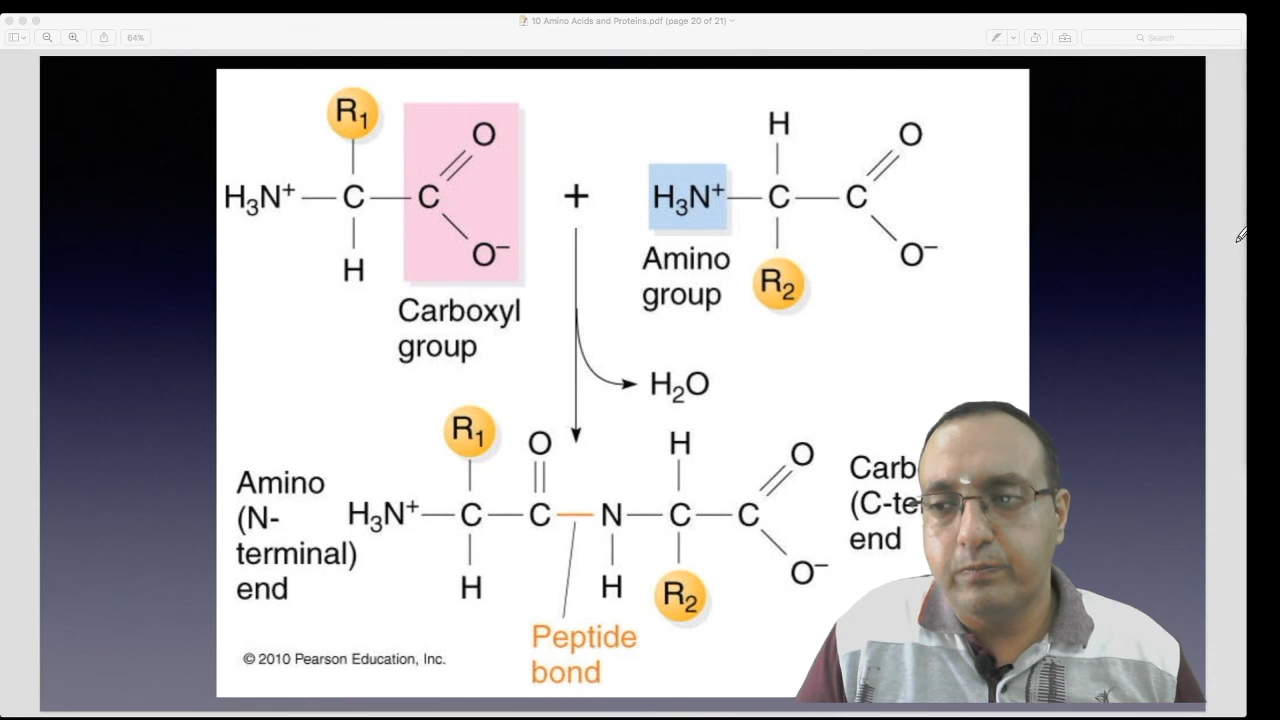 10 Amino Acids and Proteins.pdf (page 20 of 21)
64%
Search
R₁
O
H
O
H₃N⁺ — C — C
+
H₃N⁺ — C — C
O⁻
O⁻
H
Amino
group
R₂
Carboxyl
group
H₂O
R₁
O
H
O
Amino
(N-
terminal)
end
H₃N⁺ — C — C — N — C — C
H
H
R₂
O⁻
Carb
(C-te
end
Peptide
bond
© 2010 Pearson Education, Inc.